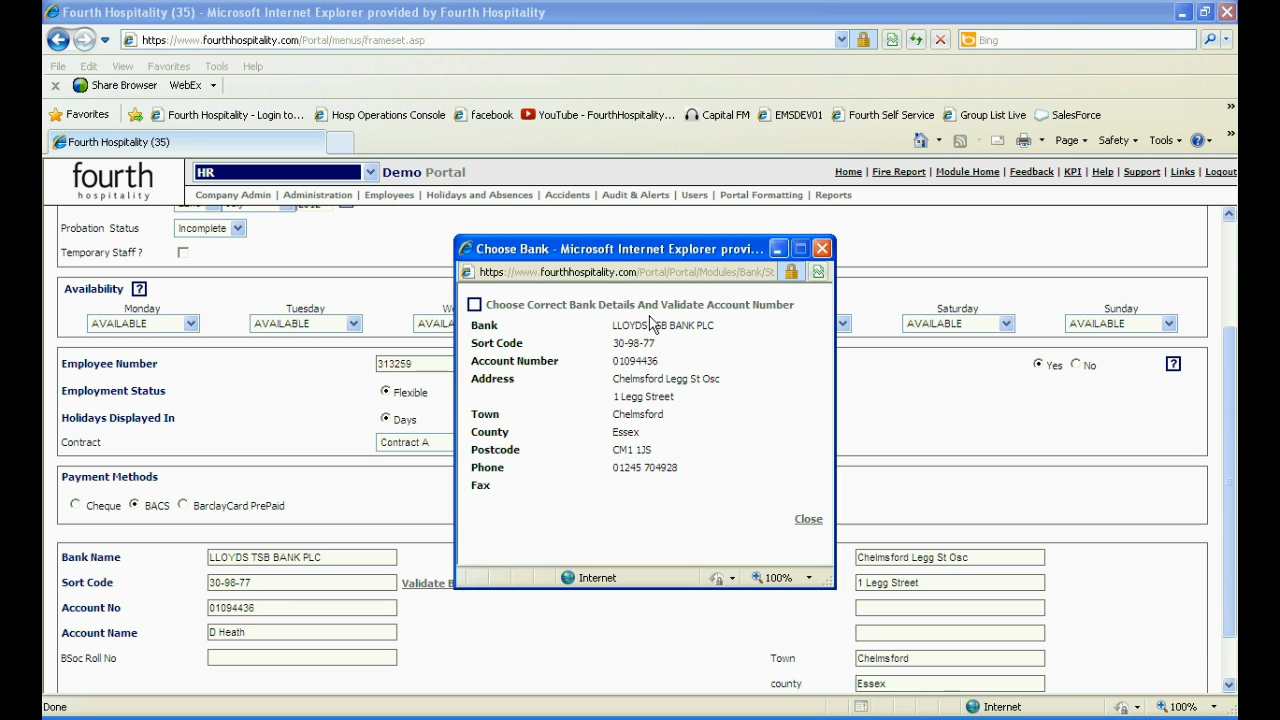 Fourth Hospitality (35) - Microsoft Internet Explorer provided by Fourth Hospitality
https://www.fourthhospitality.com/Portal/menus/frameset.asp
Bing
File Edit View Favorites Tools Help
x Share Browser WebEx
Favorites Fourth Hospitality - Login to... Hosp Operations Console facebook YouTube - FourthHospitality,... Capital FM EMSDEV01 Fourth Self Service Group List Live SalesForce
Fourth Hospitality (35) Page Safety Tools
fourth
hospitality
HR Demo Portal Home | Fire Report | Module Home | Feedback | KPI | Help | Support | Links | Logout
Company Admin | Administration | Employees | Holidays and Absences | Accidents | Audit & Alerts | Users | Portal Formatting | Reports
Probation Status Incomplete
Temporary Staff ?
Availability ?
Monday Tuesday Saturday Sunday
AVAILABLE AVAILABLE AVAILA AVAILABLE AVAILABLE
Employee Number 313259 Yes No ?
Employment Status Flexible
Holidays Displayed In Days
Contract Contract A
Payment Methods
Cheque BACS BarclayCard PrePaid
Bank Name LLOYDS TSB BANK PLC Chelmsford Legg St Osc
Sort Code 30-98-77 Validate B 1 Legg Street
Account No 01094436
Account Name D Heath
BSoc Roll No Town Chelmsford
county Essex
Choose Bank - Microsoft Internet Explorer provi...
https://www.fourthhospitality.com/Portal/Portal/Modules/Bank/St
Choose Correct Bank Details And Validate Account Number
Bank LLOYDS TSB BANK PLC
Sort Code 30-98-77
Account Number 01094436
Address Chelmsford Legg St Osc
1 Legg Street
Town Chelmsford
County Essex
Postcode CM1 1JS
Phone 01245 704928
Fax
Close
Internet 100%
Done Internet 100%